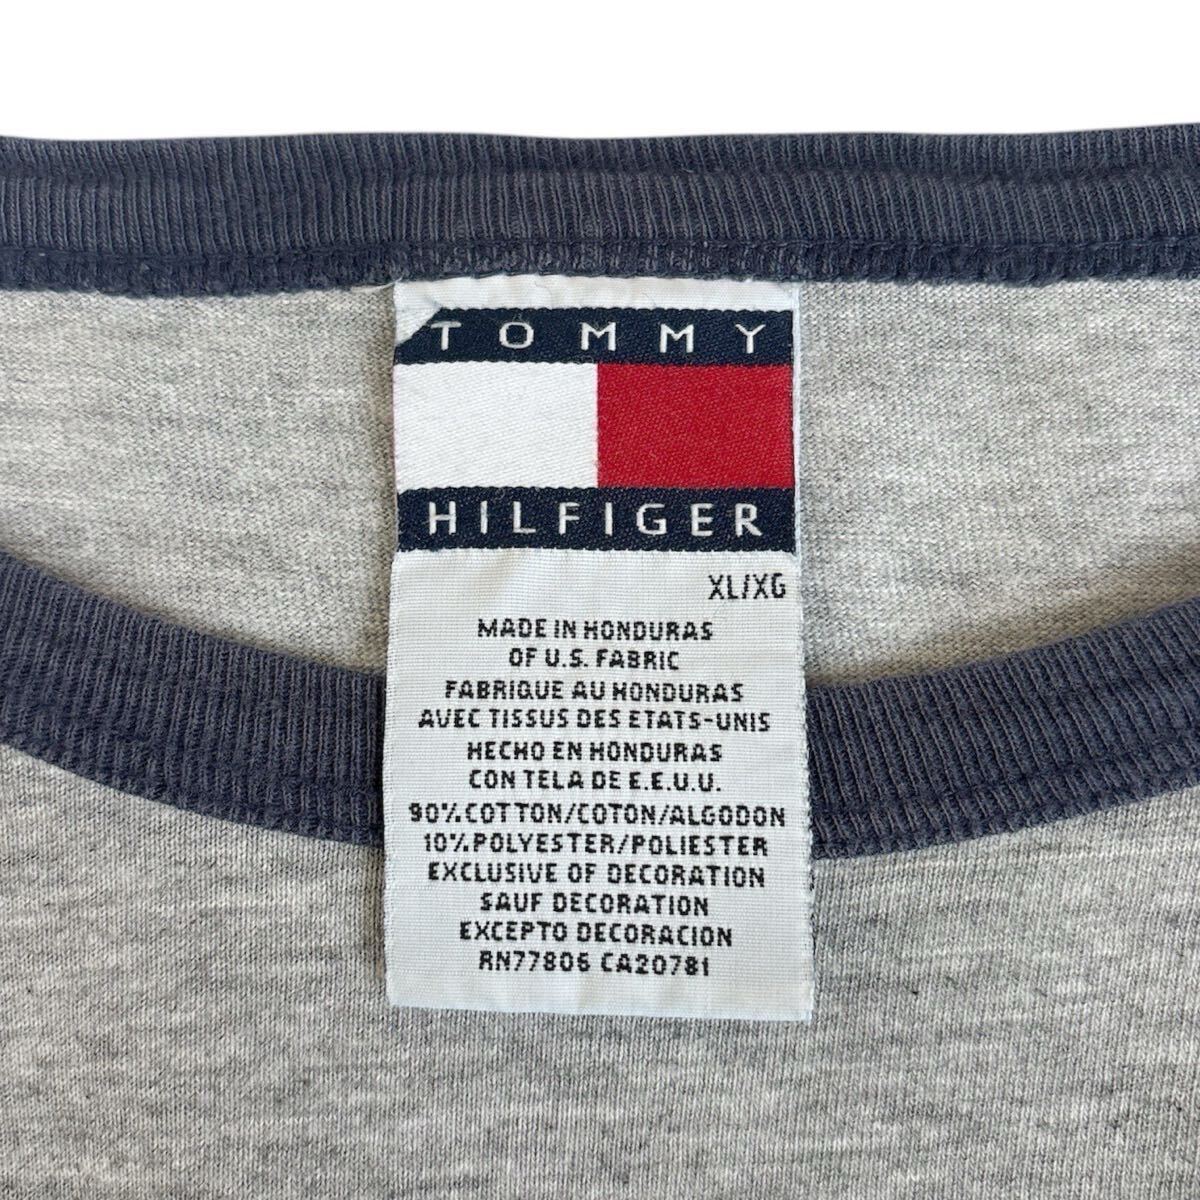 TOMMY
HILFIGER
XL/XG
MADE IN HONDURAS
OF U.S. FABRIC
FABRIQUE AU HONDURAS
AVEC TISSUS DES ETATS-UNIS
HECHO EN HONDURAS
CON TELA DE E.E.U.U.
90% COTTON/COTON/ALGODON
10% POLYESTER/POLIESTER
EXCLUSIVE OF DECORATION
SAUF DECORATION
EXCEPTO DECORACION
RN77806 CA20781